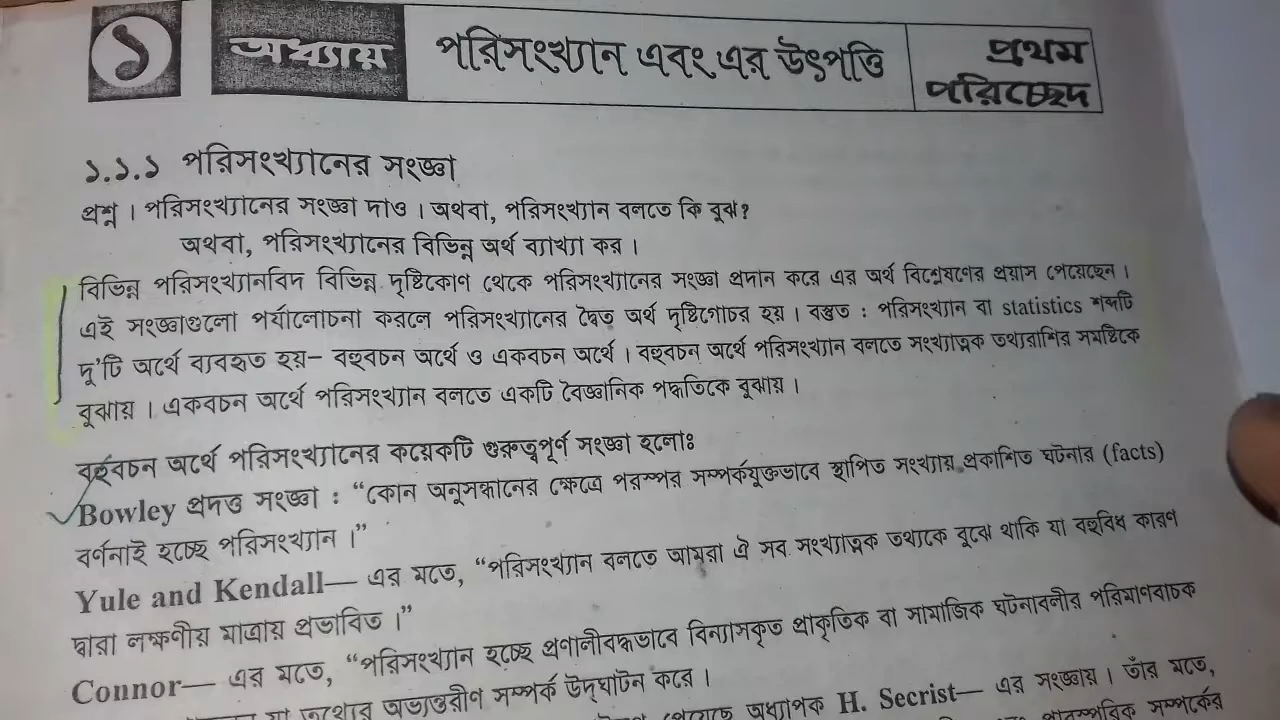 ১ অধ্যায় পরিসংখ্যান এবং এর উৎপত্তি প্রথম পরিচ্ছেদ
১.১.১ পরিসংখ্যানের সংজ্ঞা
প্রশ্ন । পরিসংখ্যানের সংজ্ঞা দাও । অথবা, পরিসংখ্যান বলতে কি বুঝ?
অথবা, পরিসংখ্যানের বিভিন্ন অর্থ ব্যাখ্যা কর ।
বিভিন্ন পরিসংখ্যানবিদ বিভিন্ন দৃষ্টিকোণ থেকে পরিসংখ্যানের সংজ্ঞা প্রদান করে এর অর্থ বিশ্লেষণের প্রয়াস পেয়েছেন ।
এই সংজ্ঞাগুলো পর্যালোচনা করলে পরিসংখ্যানের দ্বৈত অর্থ দৃষ্টিগোচর হয় । বস্তুত : পরিসংখ্যান বা statistics শব্দটি
দু'টি অর্থে ব্যবহৃত হয়– বহুবচন অর্থে ও একবচন অর্থে । বহুবচন অর্থে পরিসংখ্যান বলতে সংখ্যাত্মক তথ্যরাশির সমষ্টিকে
বুঝায় । একবচন অর্থে পরিসংখ্যান বলতে একটি বৈজ্ঞানিক পদ্ধতিকে বুঝায় ।
বহুবচন অর্থে পরিসংখ্যানের কয়েকটি গুরুত্বপূর্ণ সংজ্ঞা হলোঃ
Bowley প্রদত্ত সংজ্ঞা : “কোন অনুসন্ধানের ক্ষেত্রে পরস্পর সম্পর্কযুক্তভাবে স্থাপিত সংখ্যায় প্রকাশিত ঘটনার (facts)
বর্ণনাই হচ্ছে পরিসংখ্যান ।”
Yule and Kendall— এর মতে, “পরিসংখ্যান বলতে আমরা ঐ সব সংখ্যাত্মক তথ্যকে বুঝে থাকি যা বহুবিধ কারণ
দ্বারা লক্ষণীয় মাত্রায় প্রভাবিত ।”
Connor— এর মতে, “পরিসংখ্যান হচ্ছে প্রণালীবদ্ধভাবে বিন্যাসকৃত প্রাকৃতিক বা সামাজিক ঘটনাবলীর পরিমাণবাচক
যা তথ্যের অভ্যন্তরীণ সম্পর্ক উদ্‌ঘাটন করে ।
পেয়েছে অধ্যাপক H. Secrist— এর সংজ্ঞায় । তাঁর মতে,
পারস্পরিক সম্পর্কের